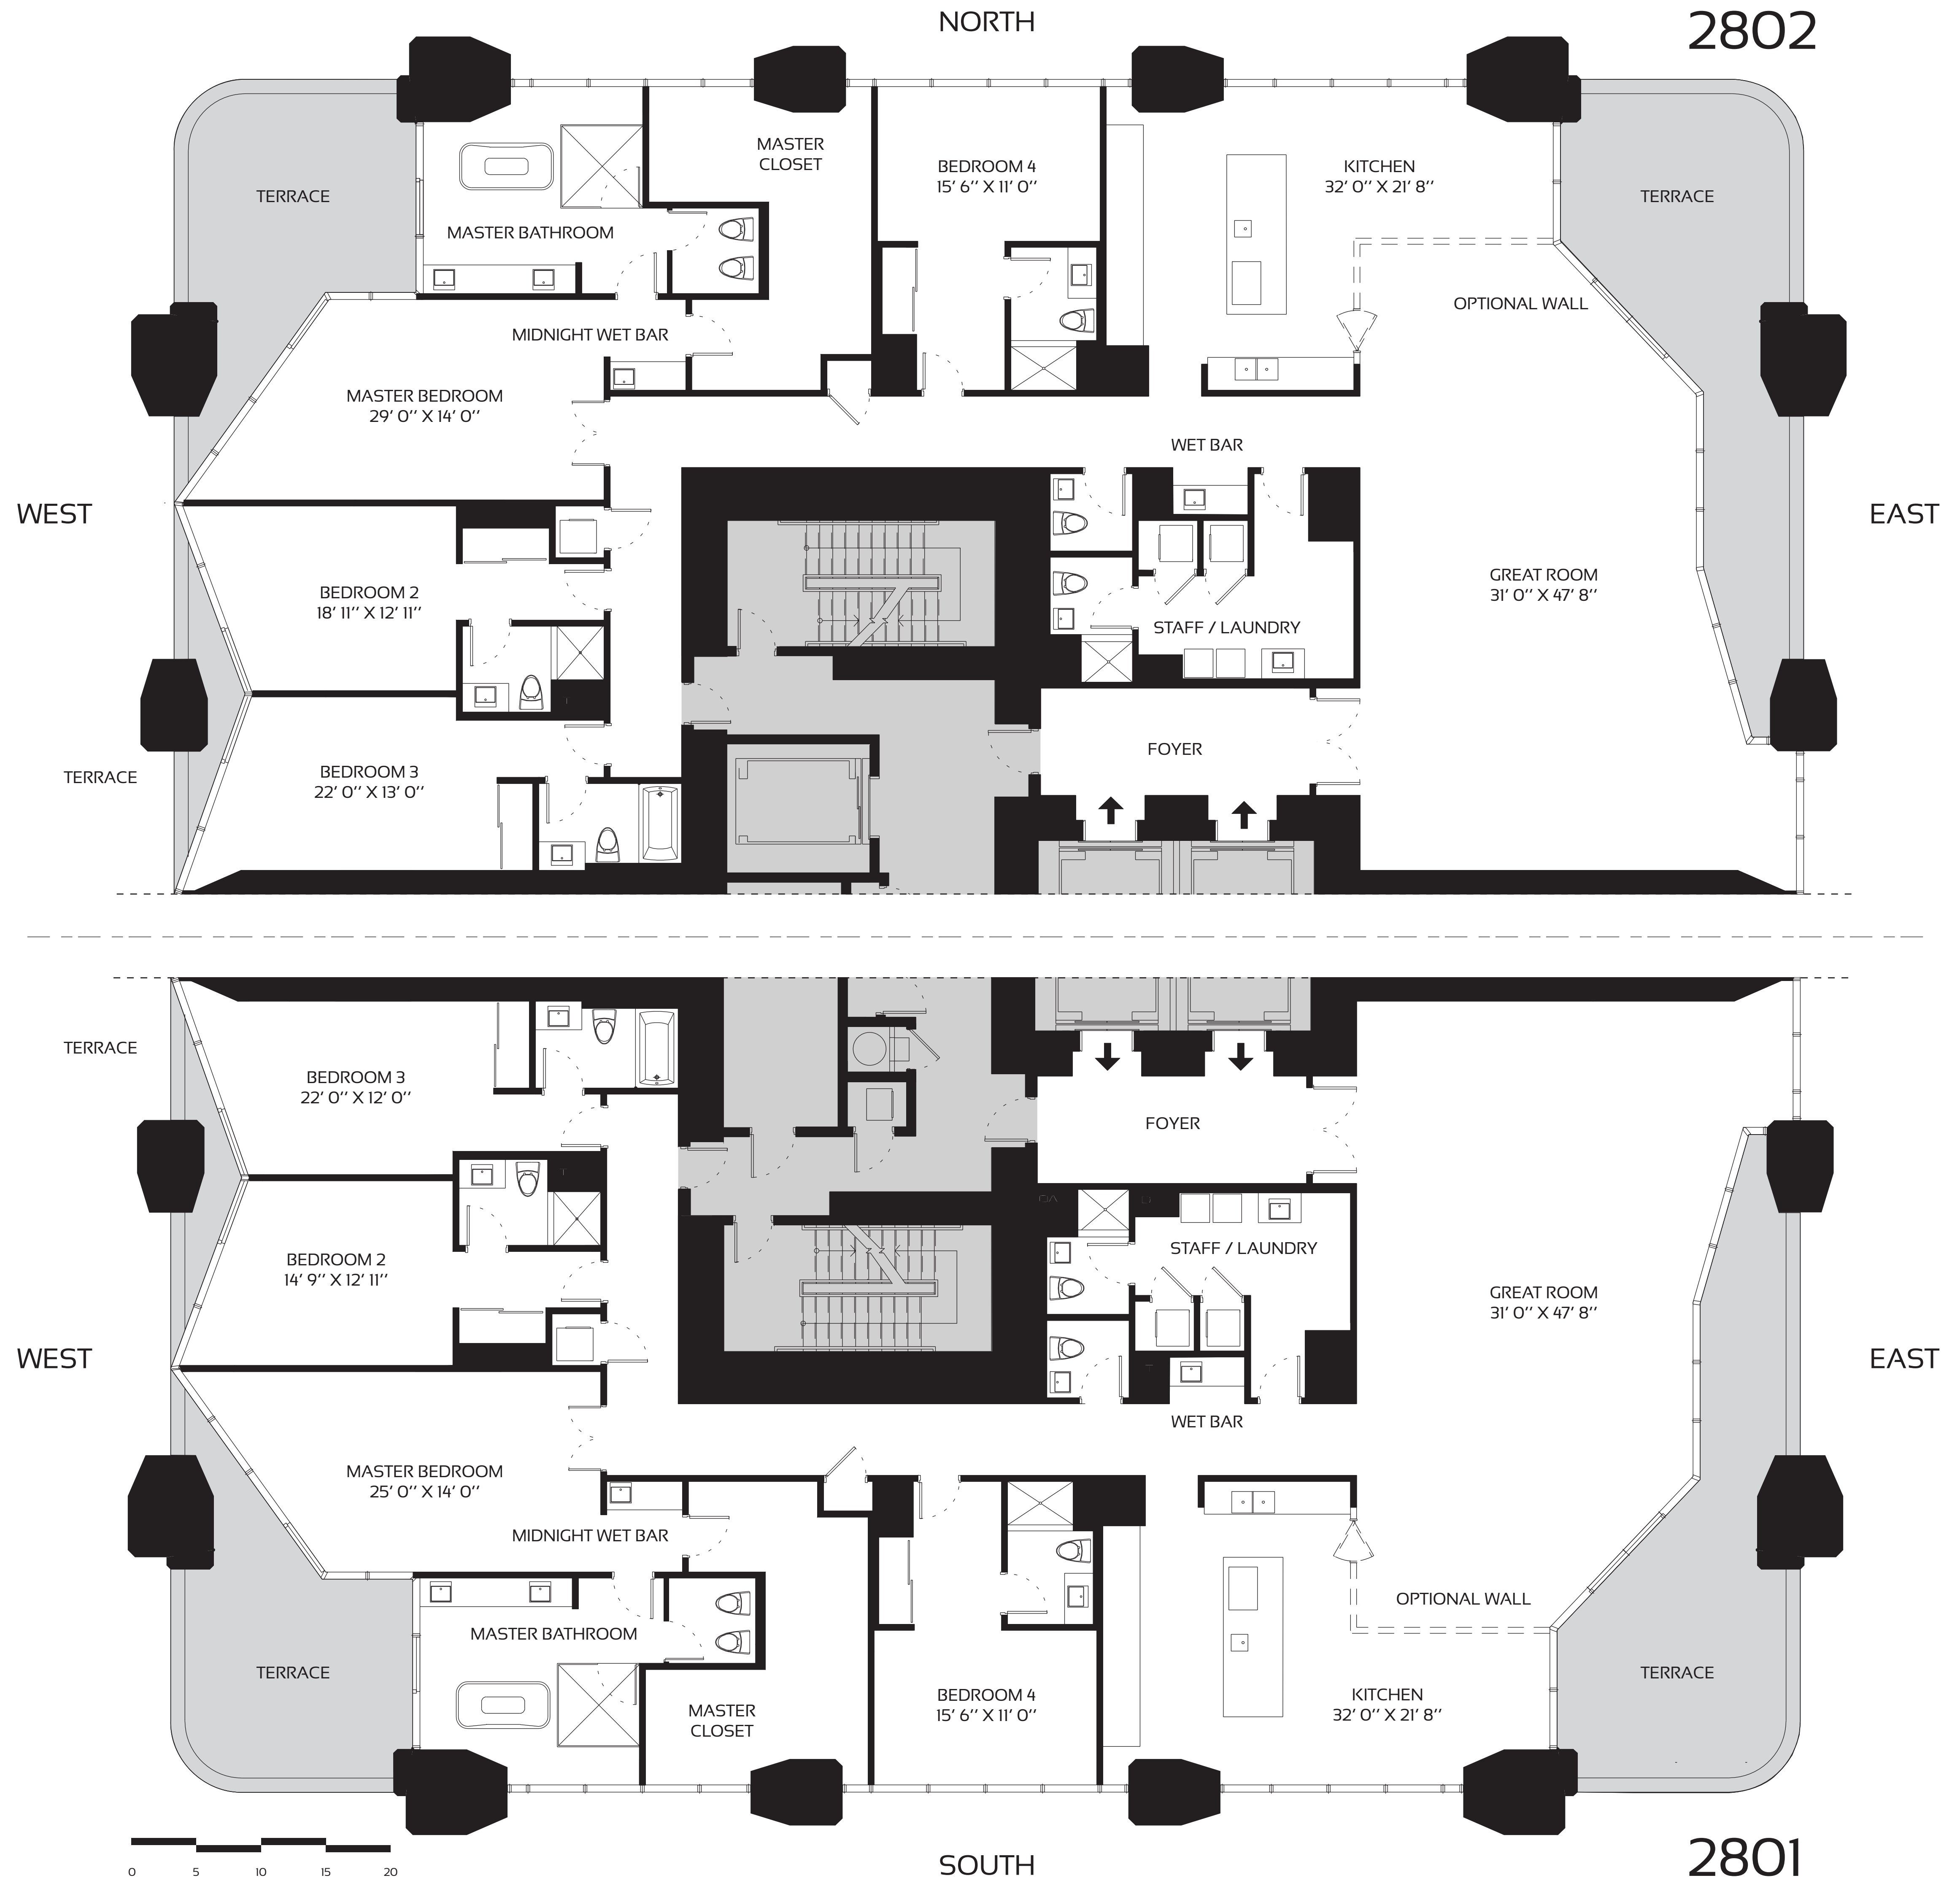 NORTH
2802
MASTER
CLOSET
BEDROOM 4
15' 6'' X 11' 0''
KITCHEN
32' 0'' X 21' 8''
TERRACE
TERRACE
MASTER BATHROOM
OPTIONAL WALL
MIDNIGHT WET BAR
MASTER BEDROOM
29' 0'' X 14' 0''
WET BAR
WEST
EAST
BEDROOM 2
18' 11'' X 12' 11''
GREAT ROOM
31' 0'' X 47' 8''
STAFF / LAUNDRY
FOYER
TERRACE
BEDROOM 3
22' 0'' X 13' 0''
TERRACE
BEDROOM 3
22' 0'' X 12' 0''
FOYER
BEDROOM 2
14' 9'' X 12' 11''
STAFF / LAUNDRY
GREAT ROOM
31' 0'' X 47' 8''
WEST
EAST
WET BAR
MASTER BEDROOM
25' 0'' X 14' 0''
MIDNIGHT WET BAR
OPTIONAL WALL
MASTER BATHROOM
TERRACE
TERRACE
MASTER
CLOSET
BEDROOM 4
15' 6'' X 11' 0''
KITCHEN
32' 0'' X 21' 8''
0 5 10 15 20
SOUTH
2801